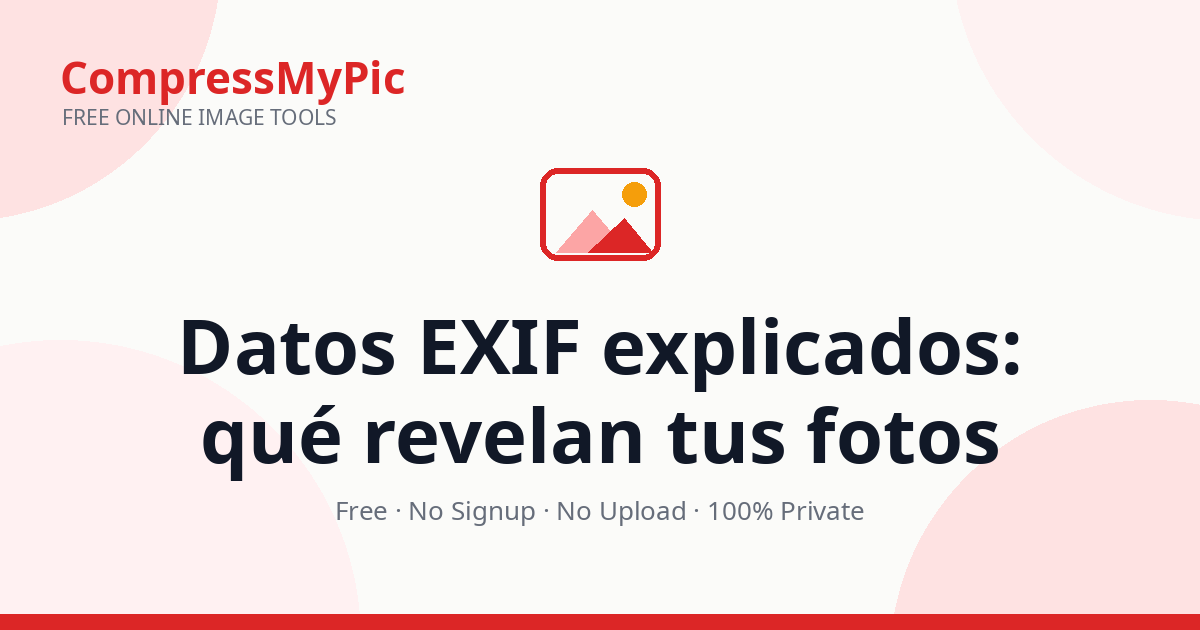 CompressMyPic
FREE ONLINE IMAGE TOOLS
Datos EXIF explicados:
qué revelan tus fotos
Free · No Signup · No Upload · 100% Private